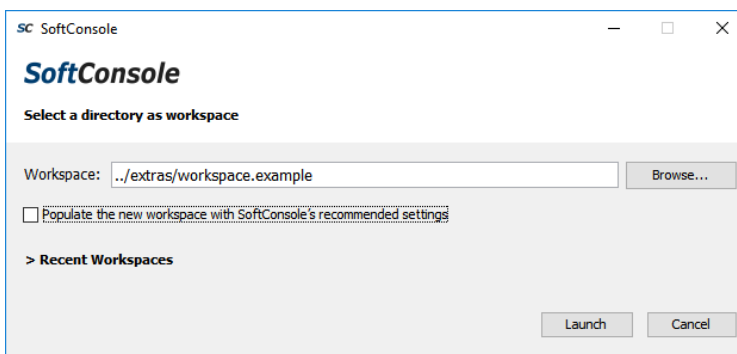 SC SoftConsole
SoftConsole
Select a directory as workspace
Workspace: ../extras/workspace.example Browse...
Populate the new workspace with SoftConsole's recommended settings
> Recent Workspaces
Launch Cancel